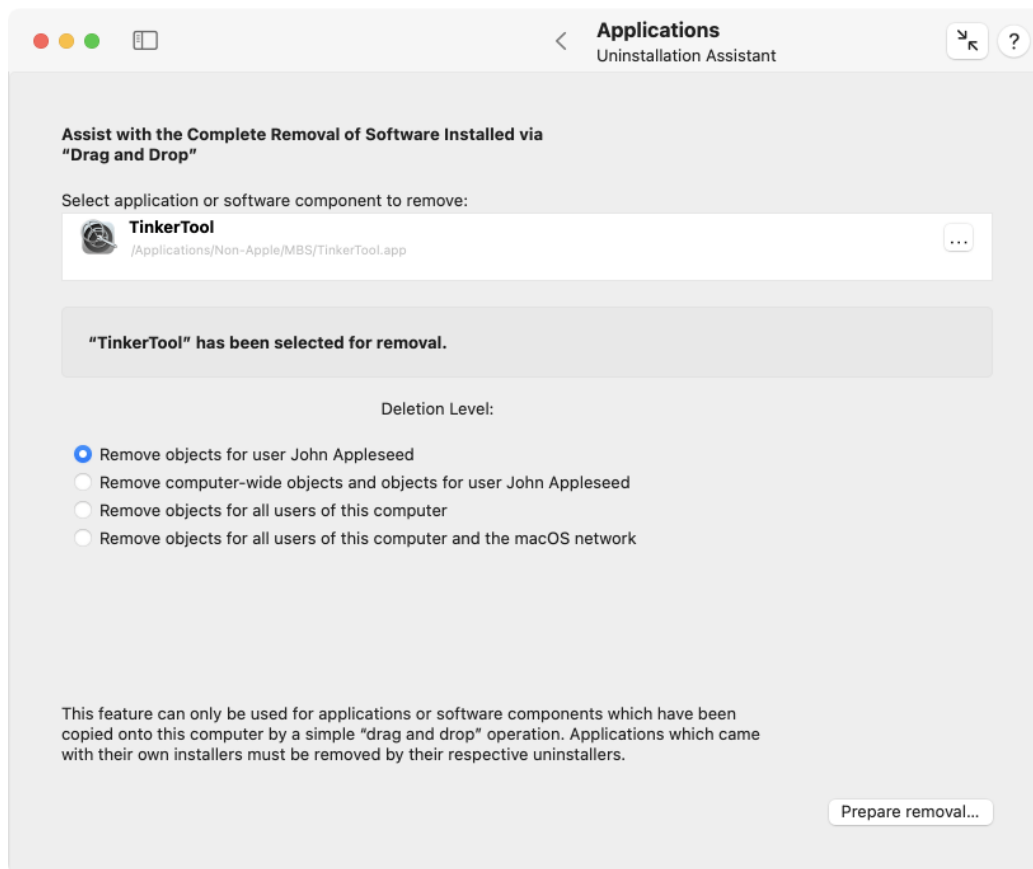 Applications
Uninstallation Assistant
?
Assist with the Complete Removal of Software Installed via
“Drag and Drop”
Select application or software component to remove:
TinkerTool
/Applications/Non-Apple/MBS/TinkerTool.app
...
“TinkerTool” has been selected for removal.
Deletion Level:
Remove objects for user John Appleseed
Remove computer-wide objects and objects for user John Appleseed
Remove objects for all users of this computer
Remove objects for all users of this computer and the macOS network
This feature can only be used for applications or software components which have been
copied onto this computer by a simple “drag and drop” operation. Applications which came
with their own installers must be removed by their respective uninstallers.
Prepare removal...